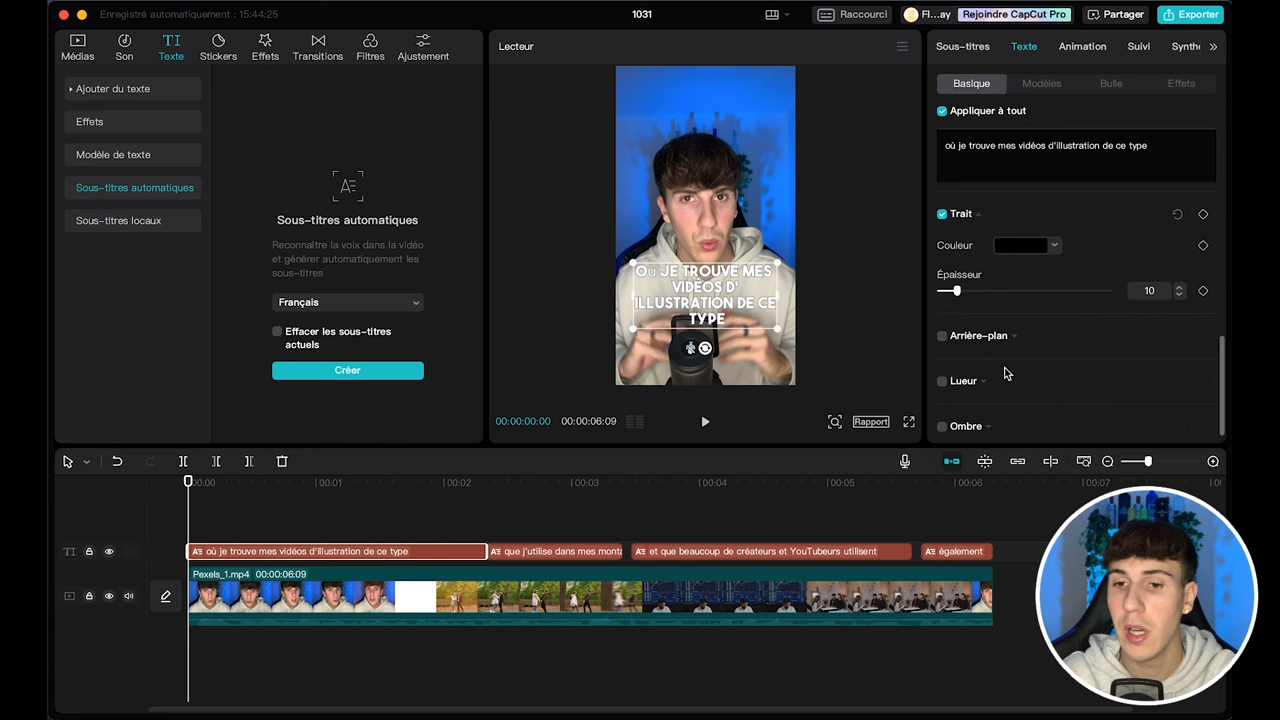 Enregistré automatiquement : 15:44:25
1031
Raccourci
Fl...ay
Rejoindre CapCut Pro
Partager
Exporter
Médias
Son
Texte
Stickers
Effets
Transitions
Filtres
Ajustement
Ajouter du texte
Effets
Modèle de texte
Sous-titres automatiques
Sous-titres locaux
Sous-titres automatiques
Reconnaître la voix dans la vidéo
et générer automatiquement les
sous-titres
Français
Effacer les sous-titres
actuels
Créer
Lecteur
Où JE TROUVE MES
VIDÉOS D'
ILLUSTRATION DE CE
TYPE
00:00:00:00
00:00:06:09
Rapport
Sous-titres
Texte
Animation
Suivi
Synthè
Basique
Modèles
Bulle
Effets
Appliquer à tout
où je trouve mes vidéos d'illustration de ce type
Trait
Couleur
Épaisseur
10
Arrière-plan
Lueur
Ombre
00:00
00:01
00:02
00:03
00:04
00:05
00:06
00:07
où je trouve mes vidéos d'illustration de ce type
que j'utilise dans mes monta
et que beaucoup de créateurs et YouTubeurs utilisent
également
Pexels_1.mp4 00:00:06:09